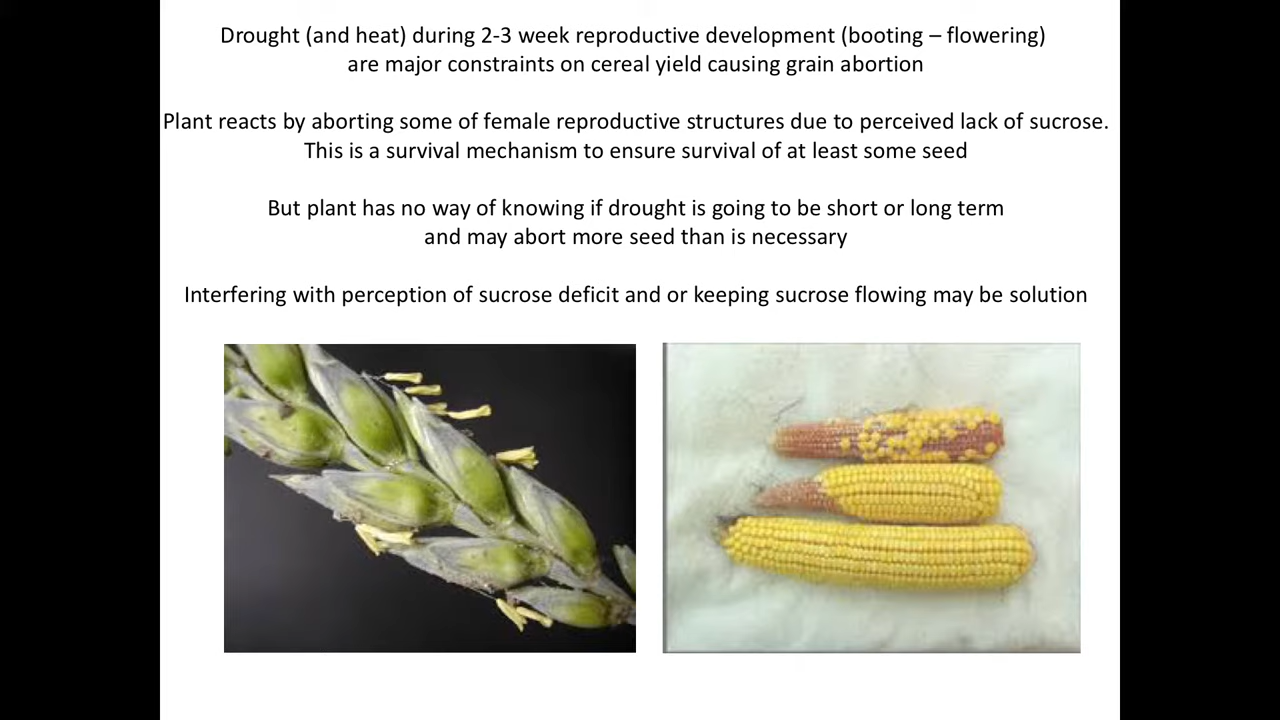 Drought (and heat) during 2-3 week reproductive development (booting – flowering)
are major constraints on cereal yield causing grain abortion
Plant reacts by aborting some of female reproductive structures due to perceived lack of sucrose.
This is a survival mechanism to ensure survival of at least some seed
But plant has no way of knowing if drought is going to be short or long term
and may abort more seed than is necessary
Interfering with perception of sucrose deficit and or keeping sucrose flowing may be solution